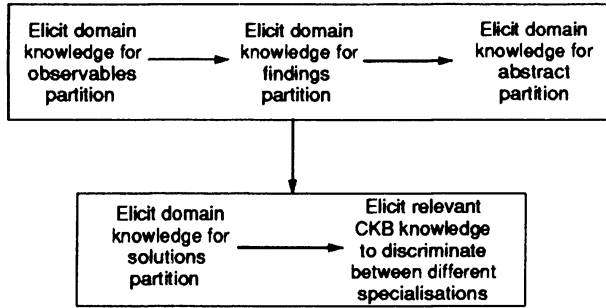 Elicit domain
knowledge for
observables
partition
Elicit domain
knowledge for
findings
partition
Elicit domain
knowledge for
abstract
partition
Elicit domain
knowledge for
solutions
partition
Elicit relevant
CKB knowledge
to discriminate
between different
specialisations